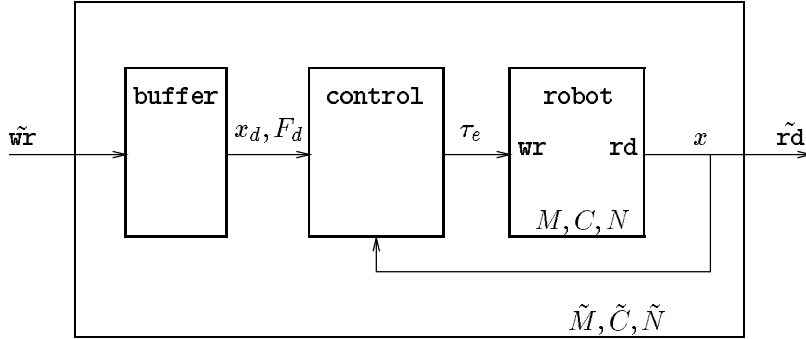 buffer
control
robot
w̃r
x_d, F_d
τ_e
wr
rd
x
r̃d
M, C, N
M̃, C̃, Ñ